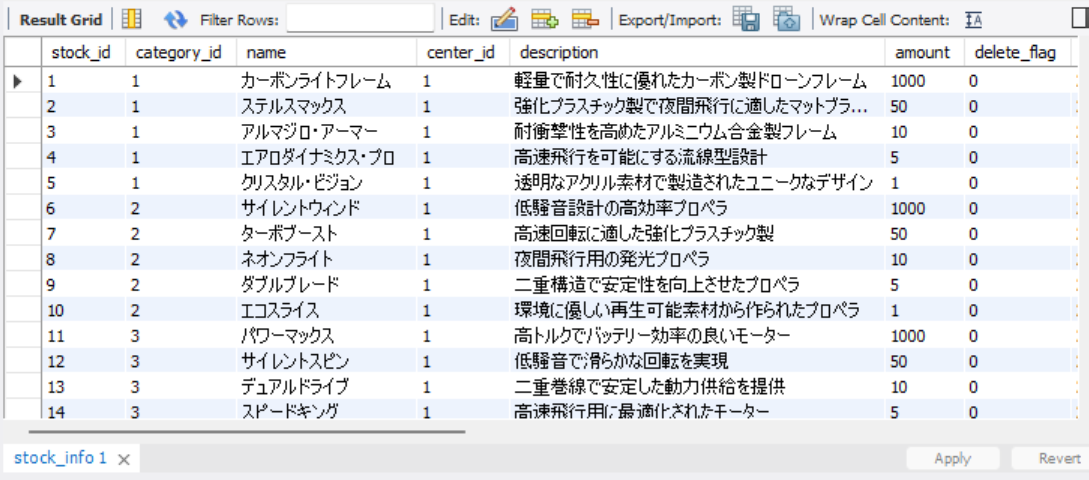 Result Grid Filter Rows: Edit: Export/Import: Wrap Cell Content:
stock_id category_id name center_id description amount delete_flag
1 1 カーボンライトフレーム 1 軽量で耐久性に優れたカーボン製ドローンフレーム 1000 0
2 1 ステルスマックス 1 強化プラスチック製で夜間飛行に適したマットブラ... 50 0
3 1 アルマジロ・アーマー 1 耐衝撃性を高めたアルミニウム合金製フレーム 10 0
4 1 エアロダイナミクス・プロ 1 高速飛行を可能にする流線型設計 5 0
5 1 クリスタル・ビジョン 1 透明なアクリル素材で製造されたユニークなデザイン 1 0
6 2 サイレントウィンド 1 低騒音設計の高効率プロペラ 1000 0
7 2 ターボブースト 1 高速回転に適した強化プラスチック製 50 0
8 2 ネオンフライト 1 夜間飛行用の発光プロペラ 10 0
9 2 ダブルブレード 1 二重構造で安定性を向上させたプロペラ 5 0
10 2 エコスライス 1 環境に優しい再生可能素材から作られたプロペラ 1 0
11 3 パワーマックス 1 高トルクでバッテリー効率の良いモーター 1000 0
12 3 サイレントスピン 1 低騒音で滑らかな回転を実現 50 0
13 3 デュアルドライブ 1 二重巻線で安定した動力供給を提供 10 0
14 3 スピードキング 1 高速飛行用に最適化されたモーター 5 0
stock_info 1 Apply Revert